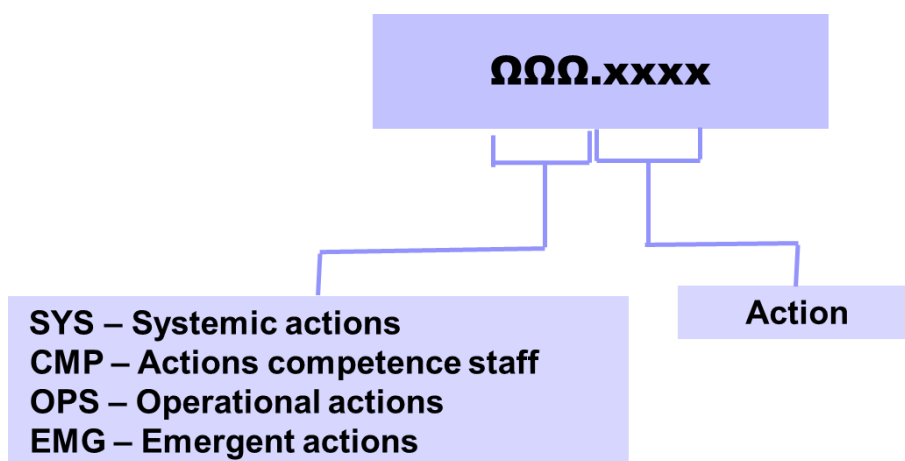 ΩΩΩ.xxxx
SYS – Systemic actions
CMP – Actions competence staff
OPS – Operational actions
EMG – Emergent actions
Action